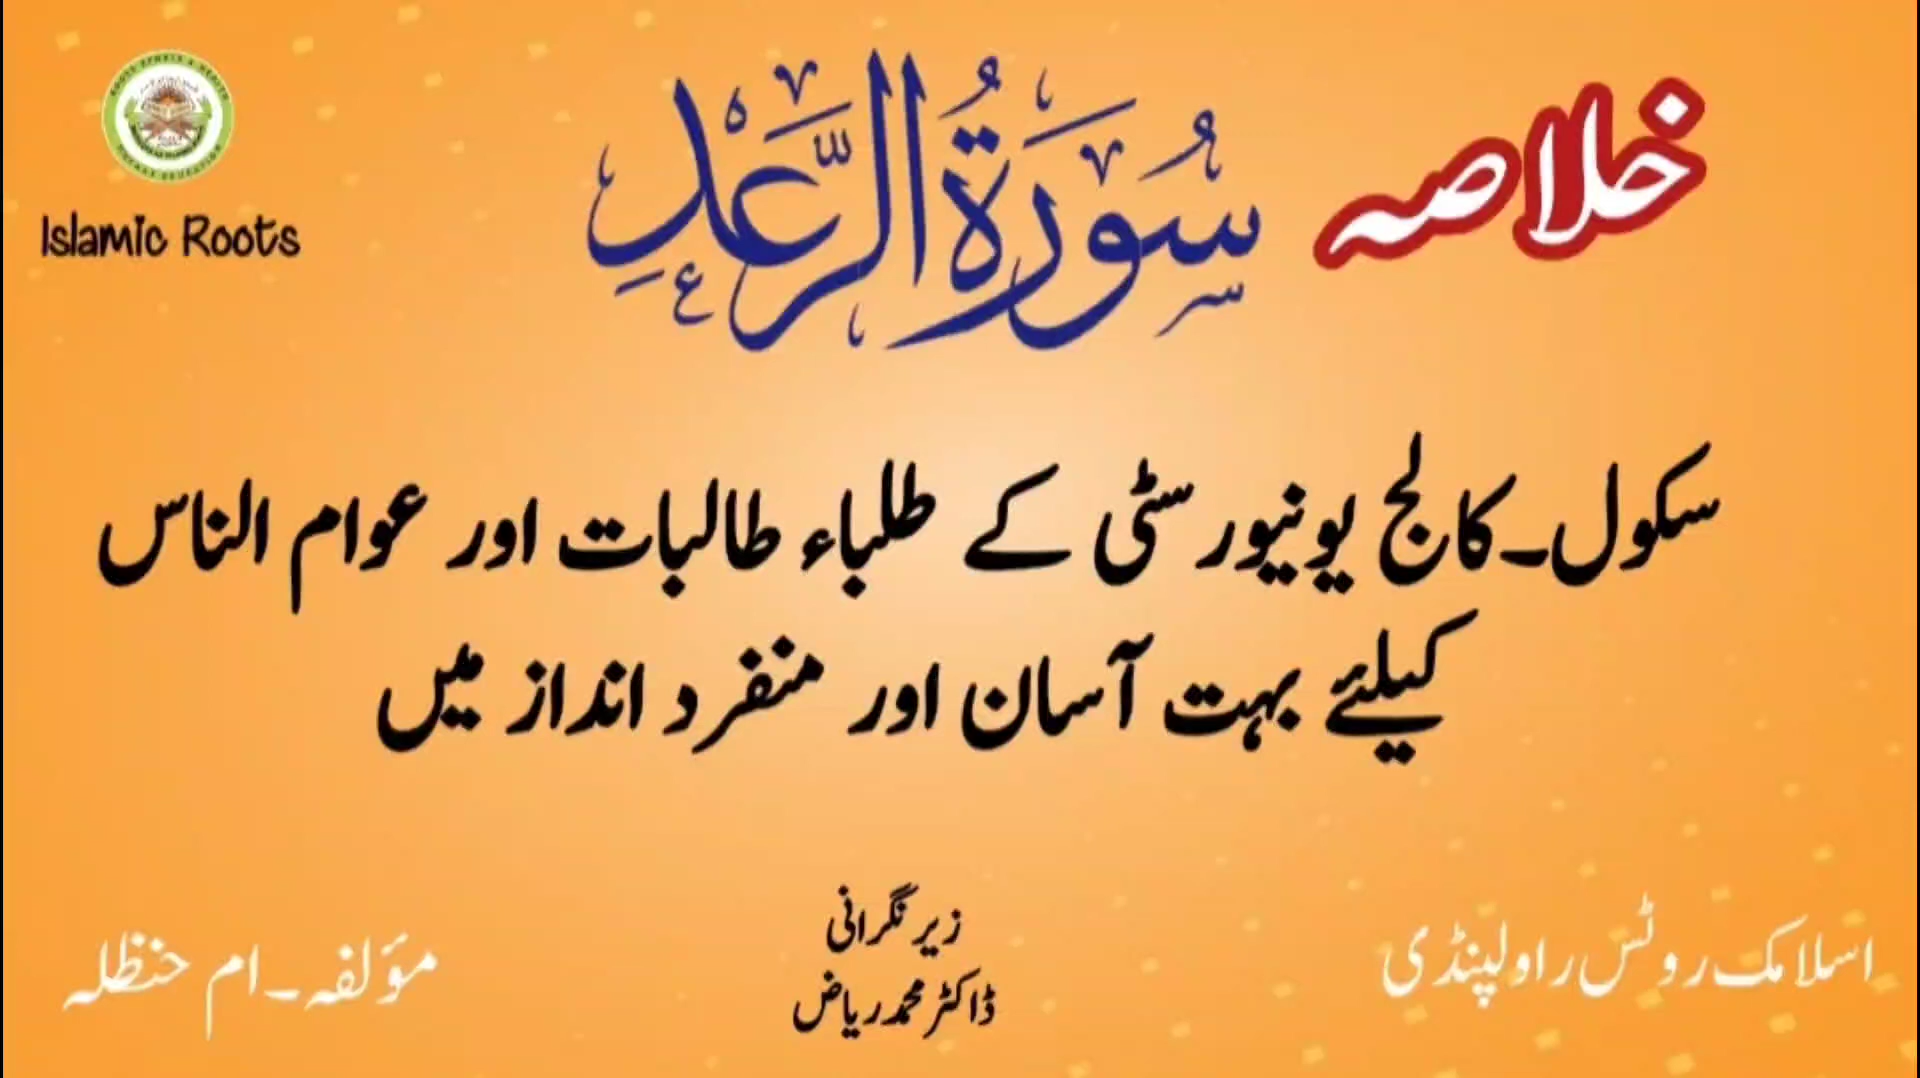 خلاصہ سُورَةُ الرَّعْدِ
Islamic Roots
سکول۔کالج یونیورسٹی کے طلباء طالبات اور عوام الناس
کیلئے بہت آسان اور منفرد انداز میں
زیر نگرانی
ڈاکٹر محمد ریاض
اسلامک روٹس راولپنڈی
مؤلفہ۔ام حنظلہ